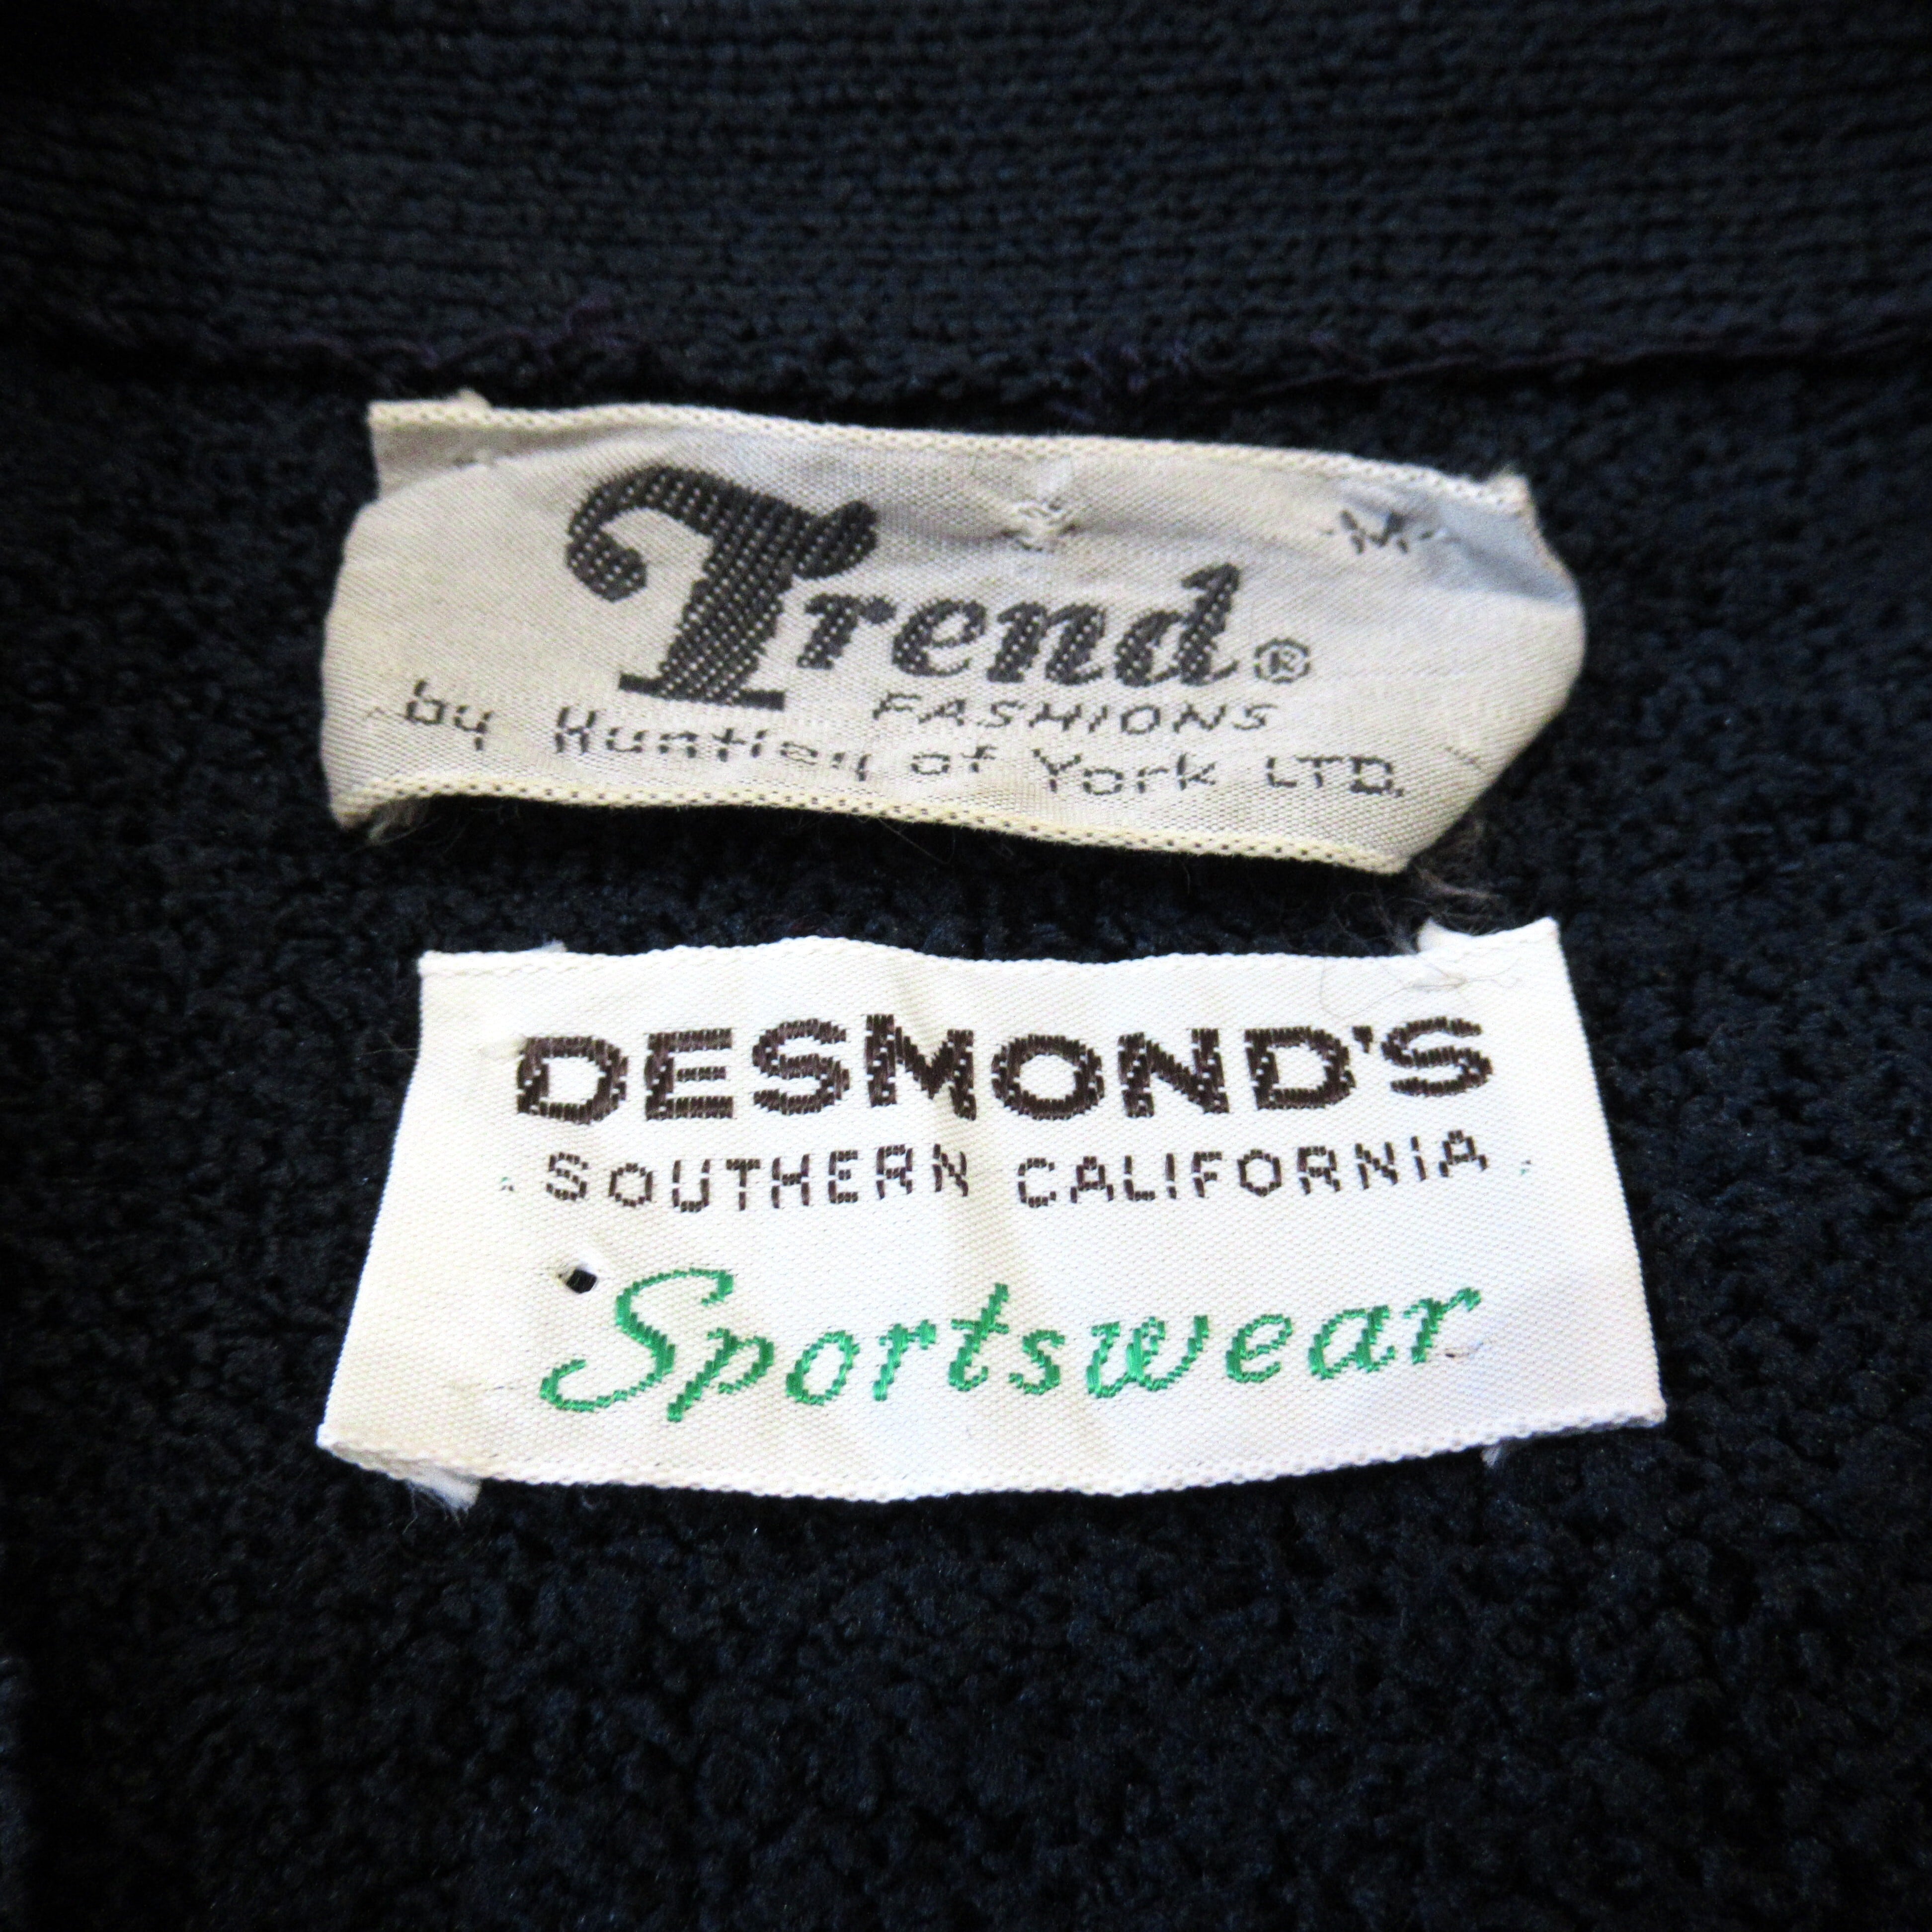 -M-
Trend®
FASHIONS
by Huntley of York LTD.
DESMOND'S
SOUTHERN CALIFORNIA
Sportswear